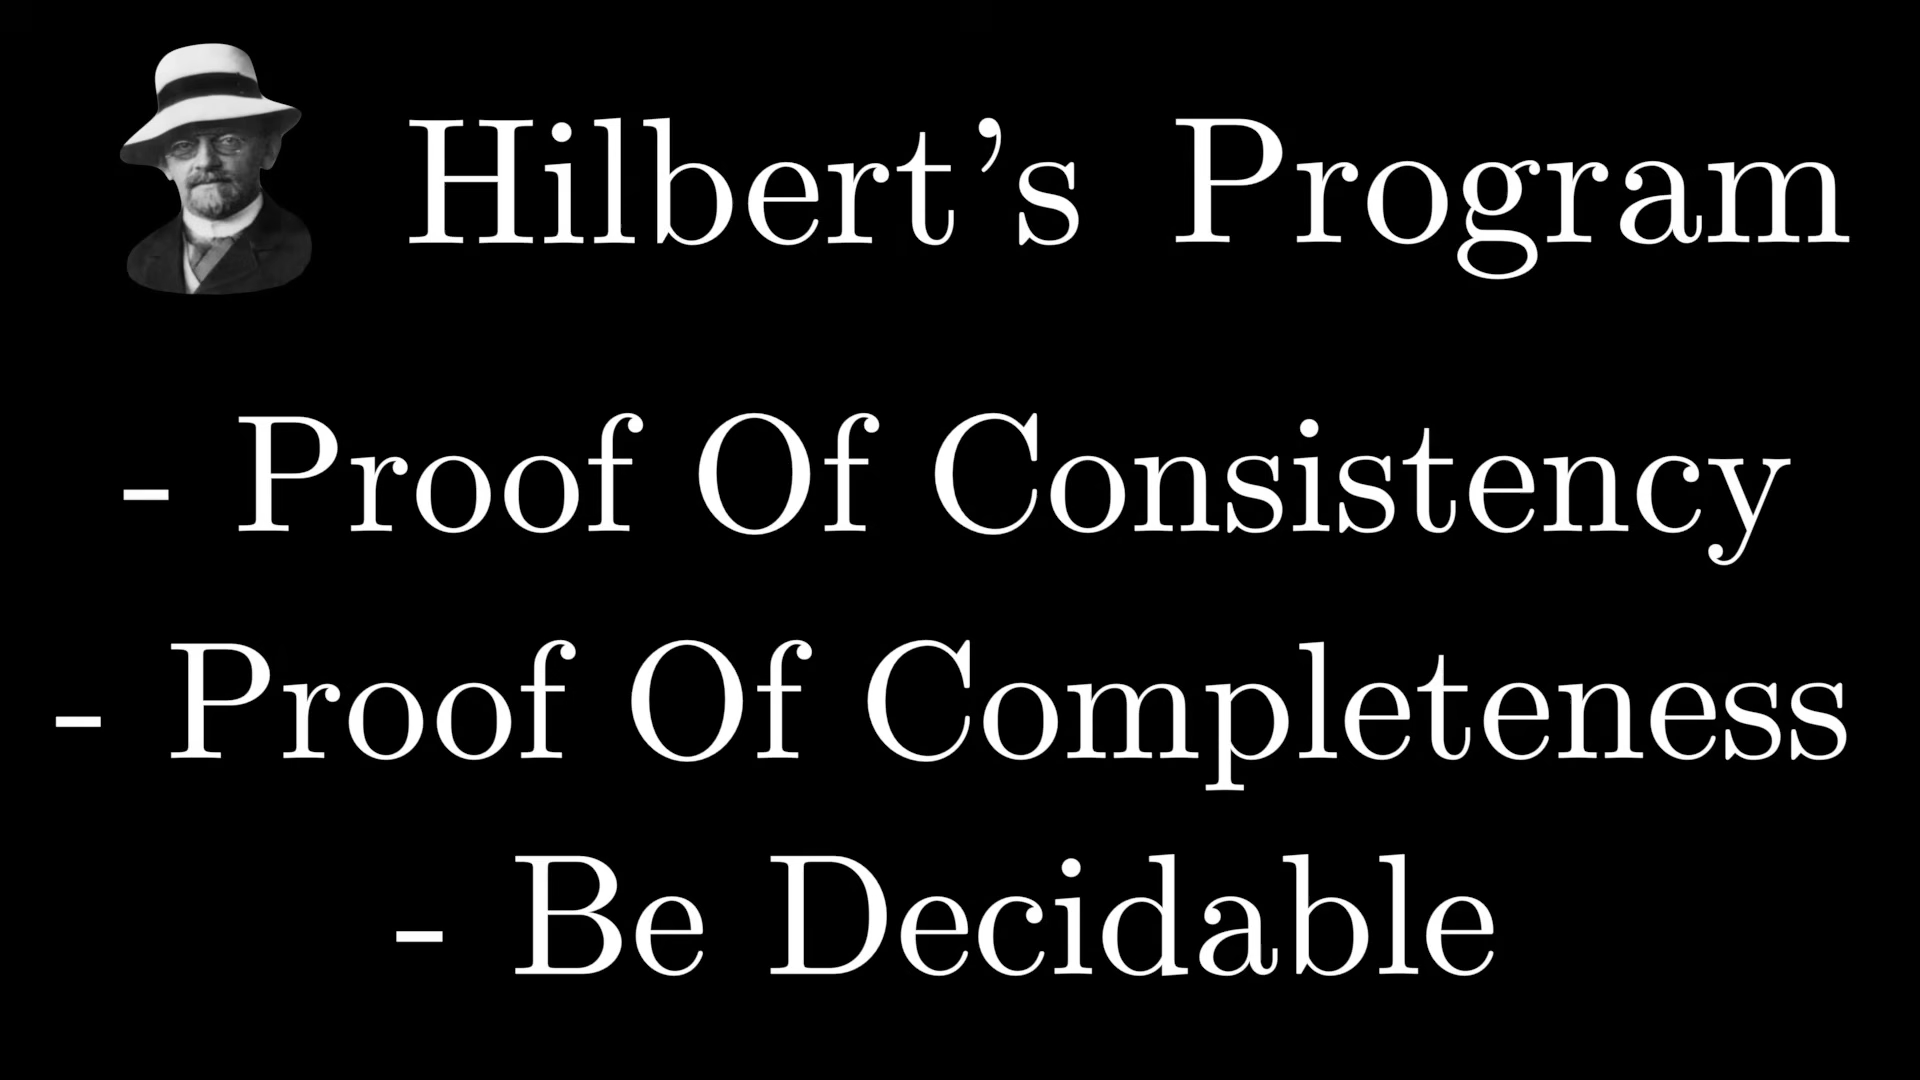 Hilbert’s Program
- Proof Of Consistency
- Proof Of Completeness
- Be Decidable